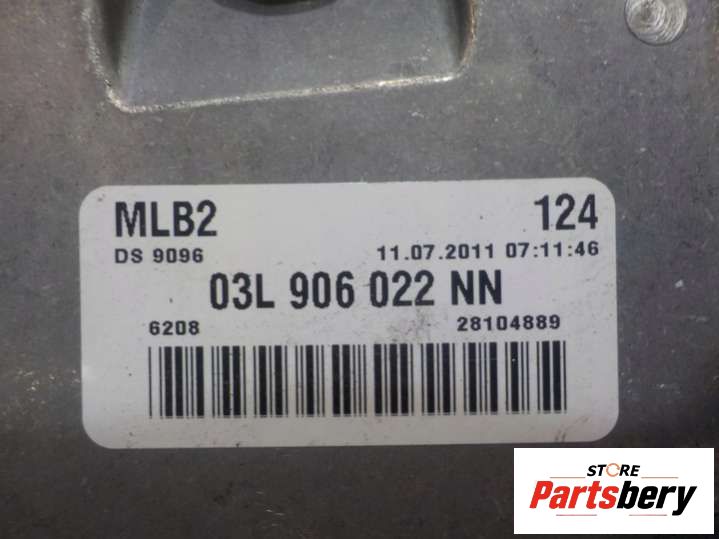 MLB2 124
DS 9096 11.07.2011 07:11:46
03L 906 022 NN
6208 28104889
STORE
Partsbery